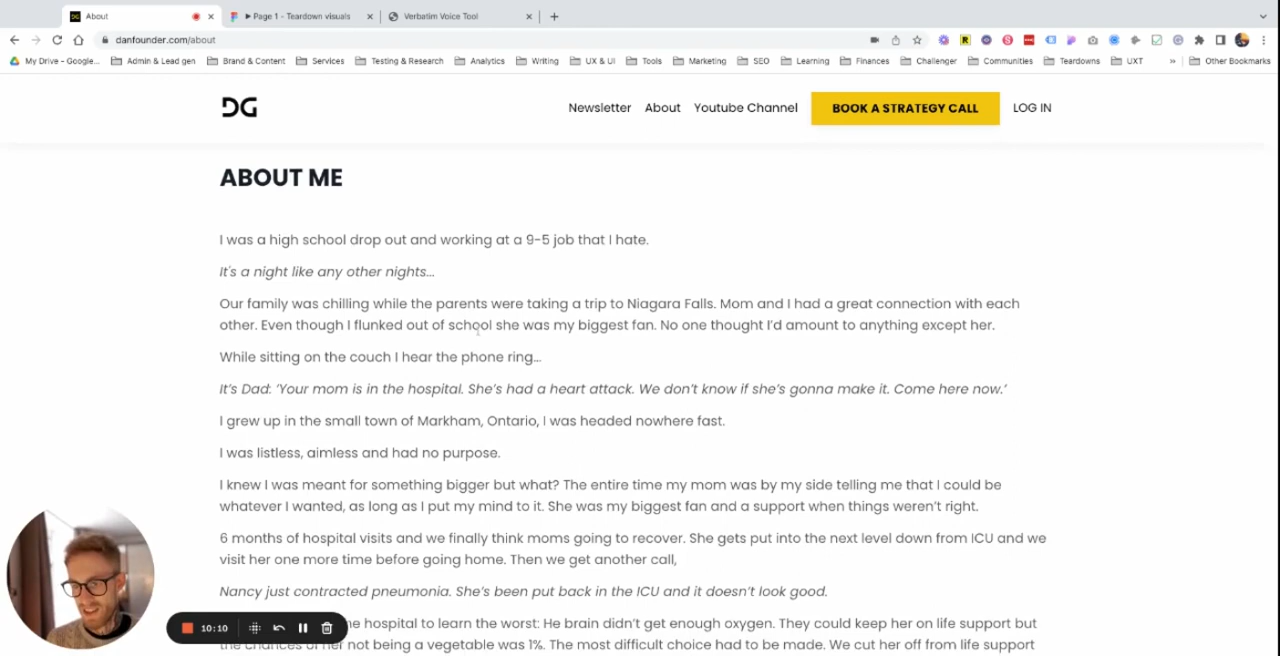 About
Page 1 - Teardown visuals
Verbatim Voice Tool
danfounder.com/about
My Drive - Google...
Admin & Lead gen
Brand & Content
Services
Testing & Research
Analytics
Writing
UX & UI
Tools
Marketing
SEO
Learning
Finances
Challenger
Communities
Teardowns
UXT
»
Other Bookmarks
DG
Newsletter
About
Youtube Channel
BOOK A STRATEGY CALL
LOG IN
ABOUT ME
I was a high school drop out and working at a 9-5 job that I hate.
It's a night like any other nights...
Our family was chilling while the parents were taking a trip to Niagara Falls. Mom and I had a great connection with each
other. Even though I flunked out of school she was my biggest fan. No one thought I'd amount to anything except her.
While sitting on the couch I hear the phone ring...
It's Dad: 'Your mom is in the hospital. She's had a heart attack. We don't know if she's gonna make it. Come here now.'
I grew up in the small town of Markham, Ontario, I was headed nowhere fast.
I was listless, aimless and had no purpose.
I knew I was meant for something bigger but what? The entire time my mom was by my side telling me that I could be
whatever I wanted, as long as I put my mind to it. She was my biggest fan and a support when things weren't right.
6 months of hospital visits and we finally think moms going to recover. She gets put into the next level down from ICU and we
visit her one more time before going home. Then we get another call,
Nancy just contracted pneumonia. She's been put back in the ICU and it doesn't look good.
he hospital to learn the worst: He brain didn't get enough oxygen. They could keep her on life support but
the chances of her not being a vegetable was 1%. The most difficult choice had to be made. We cut her off from life support
10:10